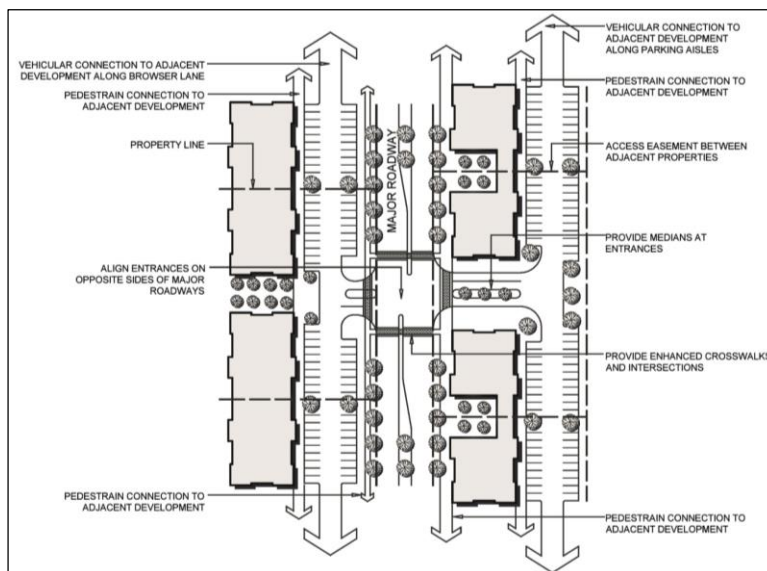 VEHICULAR CONNECTION TO ADJACENT
DEVELOPMENT ALONG BROWSER LANE
PEDESTRAIN CONNECTION TO
ADJACENT DEVELOPMENT
PROPERTY LINE
ALIGN ENTRANCES ON
OPPOSITE SIDES OF MAJOR
ROADWAYS
PEDESTRAIN CONNECTION TO
ADJACENT DEVELOPMENT
MAJOR ROADWAY
VEHICULAR CONNECTION TO
ADJACENT DEVELOPMENT
ALONG PARKING AISLES
PEDESTRAIN CONNECTION TO
ADJACENT DEVELOPMENT
ACCESS EASEMENT BETWEEN
ADJACENT PROPERTIES
PROVIDE MEDIANS AT
ENTRANCES
PROVIDE ENHANCED CROSSWALKS
AND INTERSECTIONS
PEDESTRAIN CONNECTION TO
ADJACENT DEVELOPMENT